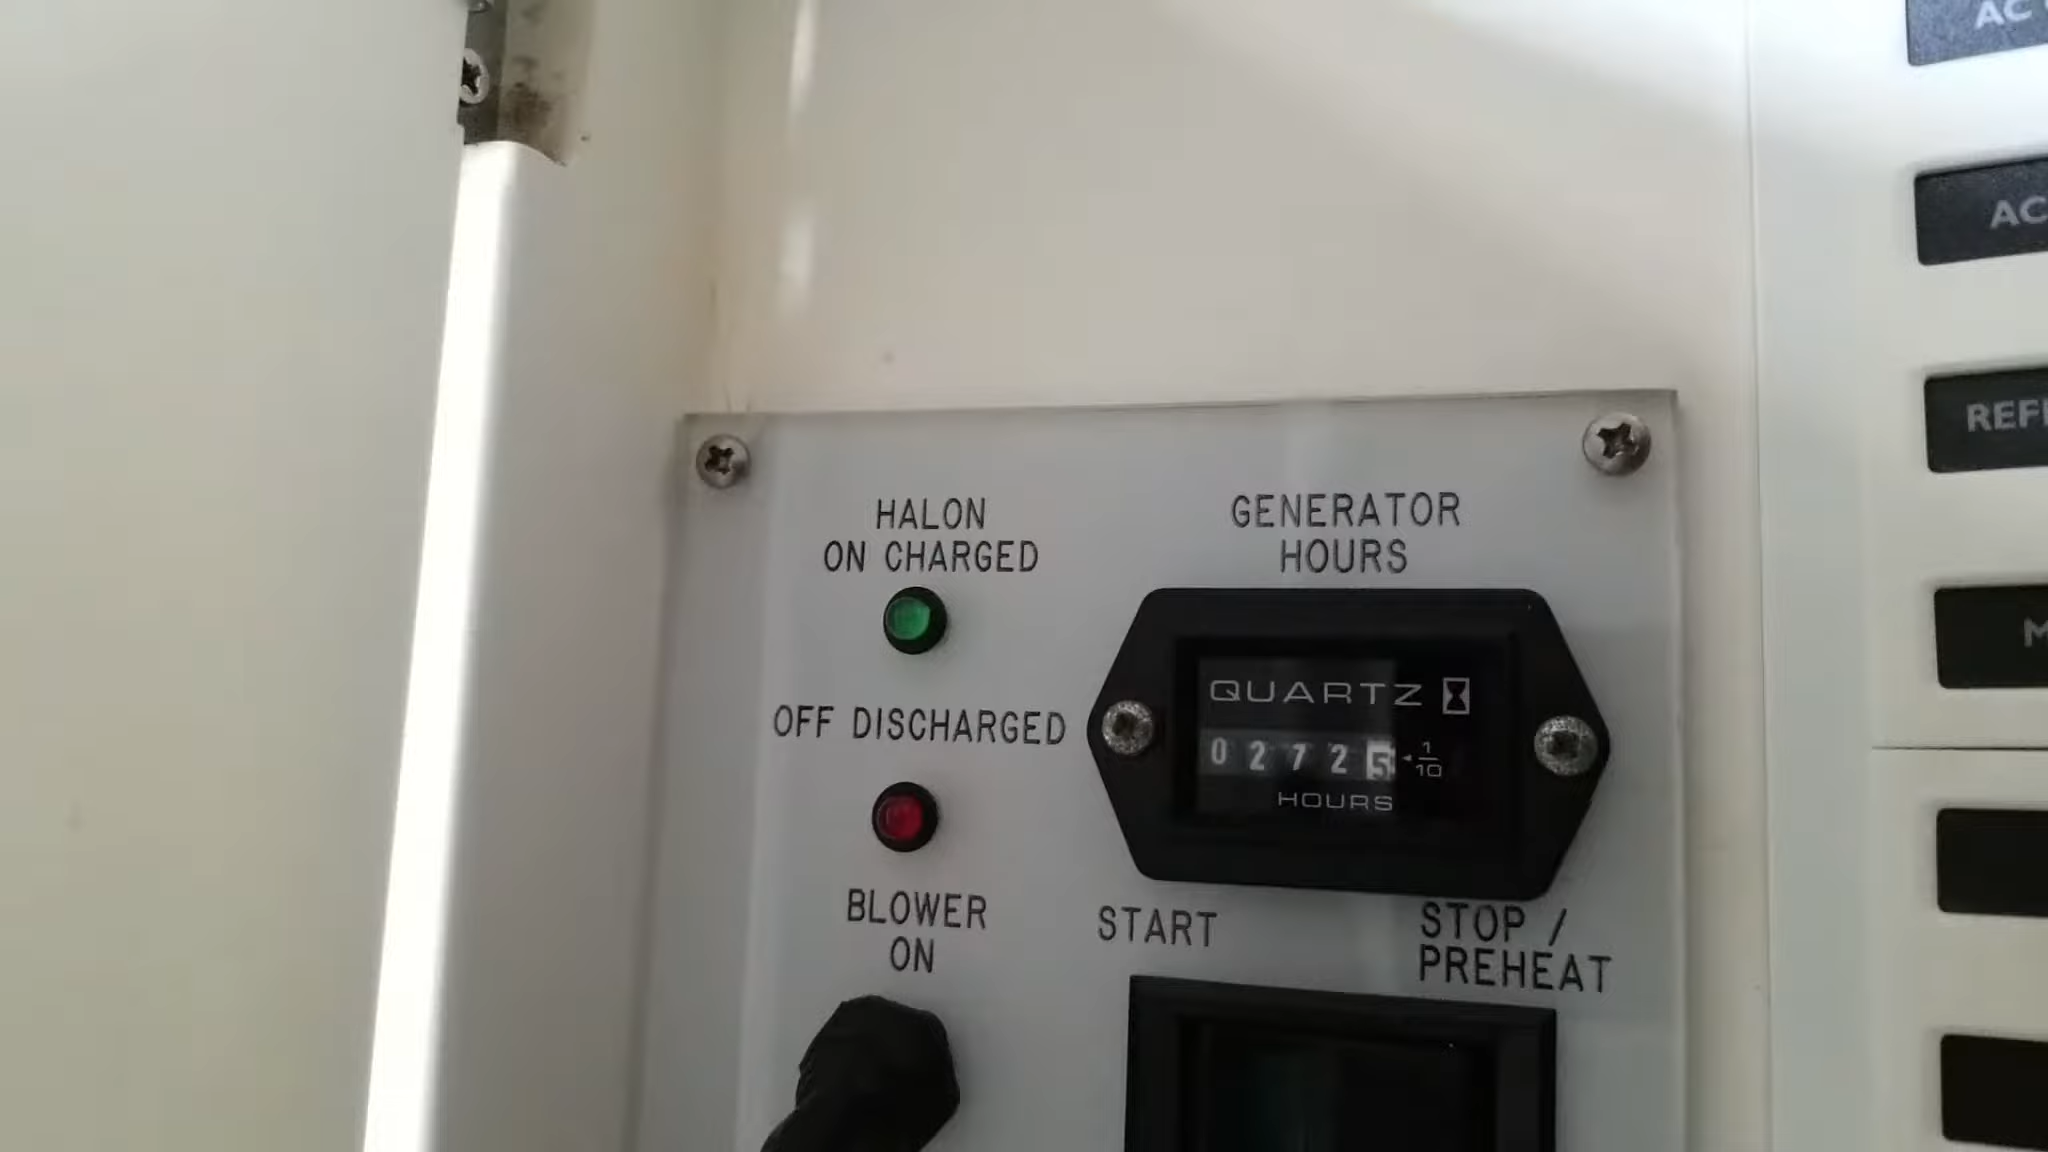 AC
AC
REF
M
HALON
ON CHARGED
GENERATOR
HOURS
OFF DISCHARGED
QUARTZ
0 2 7 2 5 1/10
HOURS
BLOWER
ON
START
STOP /
PREHEAT